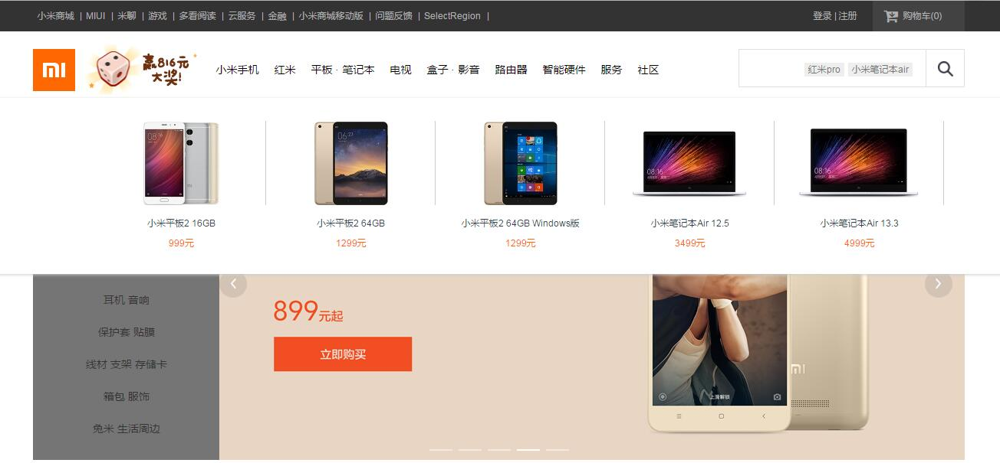 小米商城 | MIUI | 米聊 | 游戏 | 多看阅读 | 云服务 | 金融 | 小米商城移动版 | 问题反馈 | SelectRegion |
登录 | 注册
购物车(0)
mi
赢816元
大奖!
小米手机 红米 平板 · 笔记本 电视 盒子 · 影音 路由器 智能硬件 服务 社区
红米pro 小米笔记本air
08:16
06:23
08:16
08:16
小米平板2 16GB
小米平板2 64GB
小米平板2 64GB Windows版
小米笔记本Air 12.5
小米笔记本Air 13.3
999元
1299元
1299元
3499元
4999元
耳机 音响
保护套 贴膜
线材 支架 存储卡
箱包 服饰
兔米 生活周边
899元起
立即购买
mi
上滑解锁